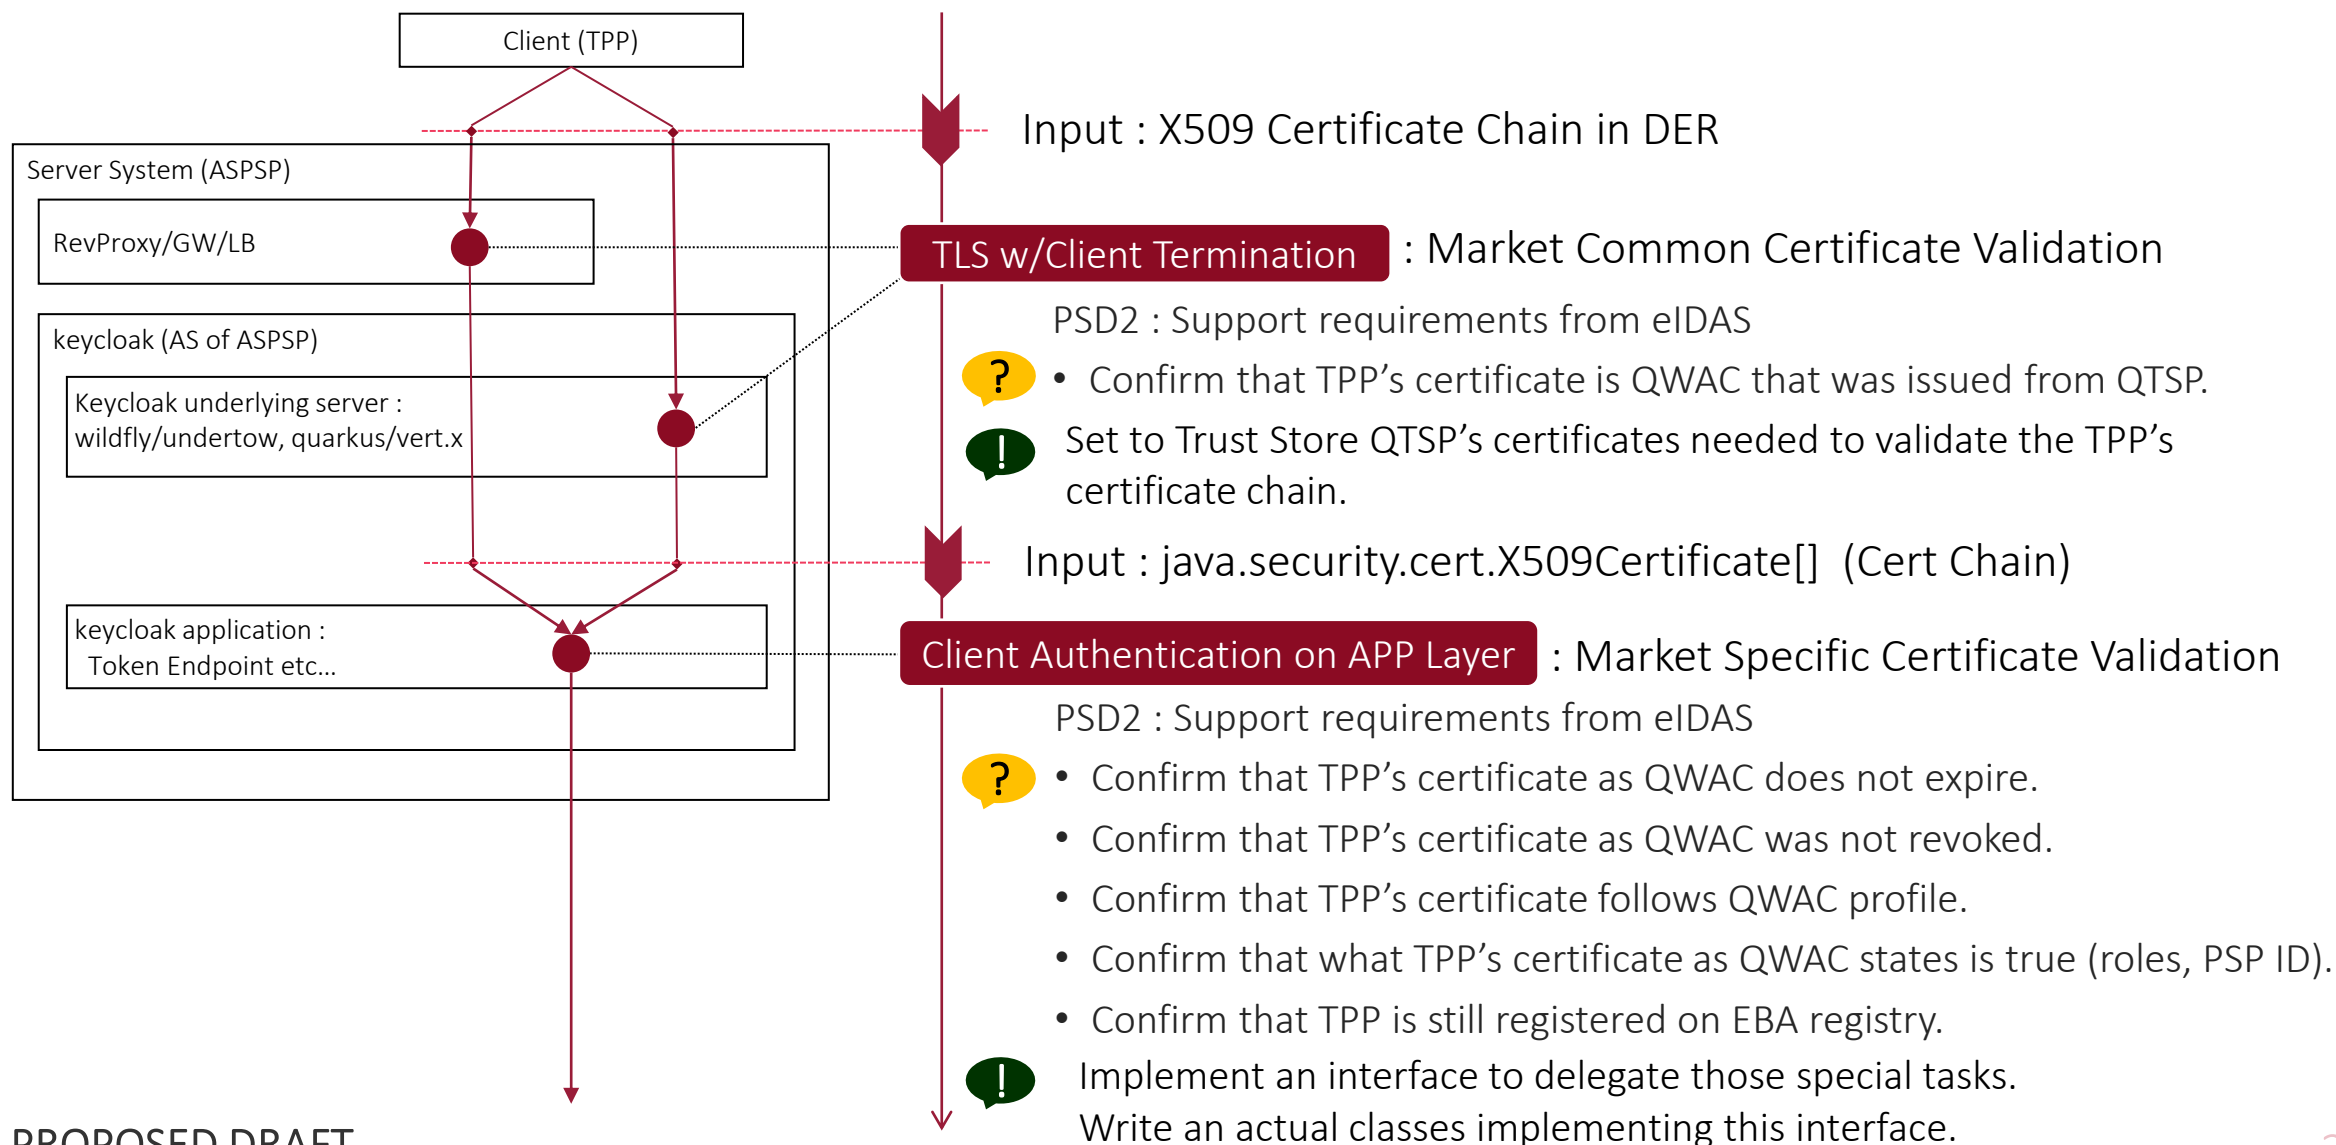 Client (TPP)
Input : X509 Certificate Chain in DER
Server System (ASPSP)
RevProxy/GW/LB
TLS w/Client Termination : Market Common Certificate Validation
PSD2 : Support requirements from eIDAS
keycloak (AS of ASPSP)
? • Confirm that TPP’s certificate is QWAC that was issued from QTSP.
Keycloak underlying server :
wildfly/undertow, quarkus/vert.x
! Set to Trust Store QTSP’s certificates needed to validate the TPP’s
certificate chain.
Input : java.security.cert.X509Certificate[] (Cert Chain)
keycloak application :
Token Endpoint etc...
Client Authentication on APP Layer : Market Specific Certificate Validation
PSD2 : Support requirements from eIDAS
? • Confirm that TPP’s certificate as QWAC does not expire.
• Confirm that TPP’s certificate as QWAC was not revoked.
• Confirm that TPP’s certificate follows QWAC profile.
• Confirm that what TPP’s certificate as QWAC states is true (roles, PSP ID).
• Confirm that TPP is still registered on EBA registry.
! Implement an interface to delegate those special tasks.
Write an actual classes implementing this interface.
PROPOSED DRAFT